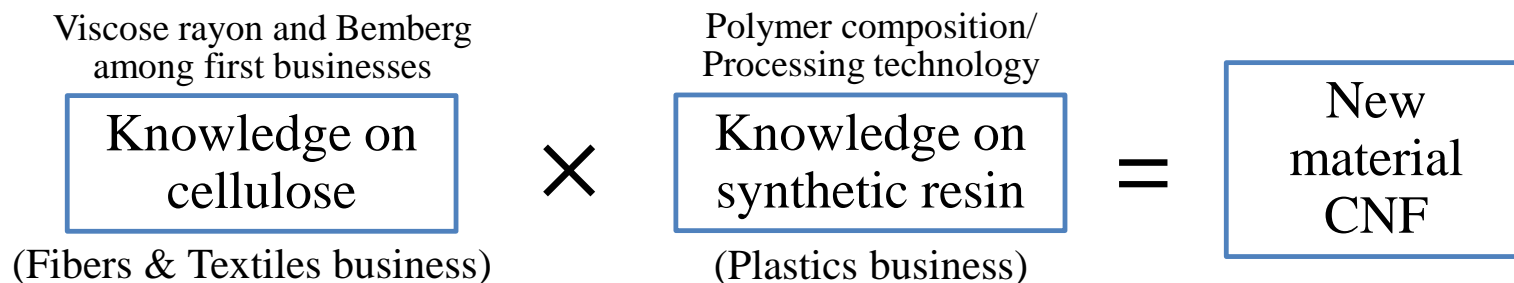 Viscose rayon and Bemberg
among first businesses
Knowledge on
cellulose
(Fibers & Textiles business)
×
Polymer composition/
Processing technology
Knowledge on
synthetic resin
(Plastics business)
=
New
material
CNF